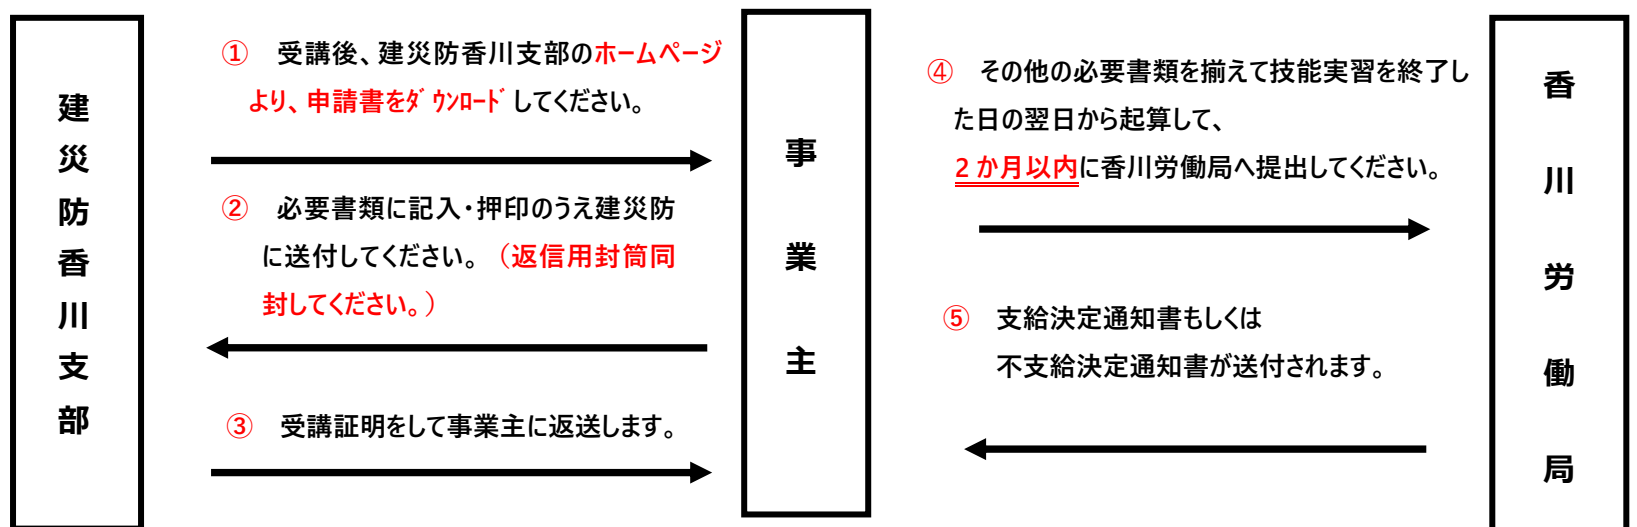 建災防香川支部
① 受講後、建災防香川支部のホームページ
より、申請書をダウンロードしてください。
② 必要書類に記入・押印のうえ建災防
に送付してください。（返信用封筒同
封してください。）
③ 受講証明をして事業主に返送します。
事業主
④ その他の必要書類を揃えて技能実習を終了し
た日の翌日から起算して、
2か月以内に香川労働局へ提出してください。
⑤ 支給決定通知書もしくは
不支給決定通知書が送付されます。
香川労働局